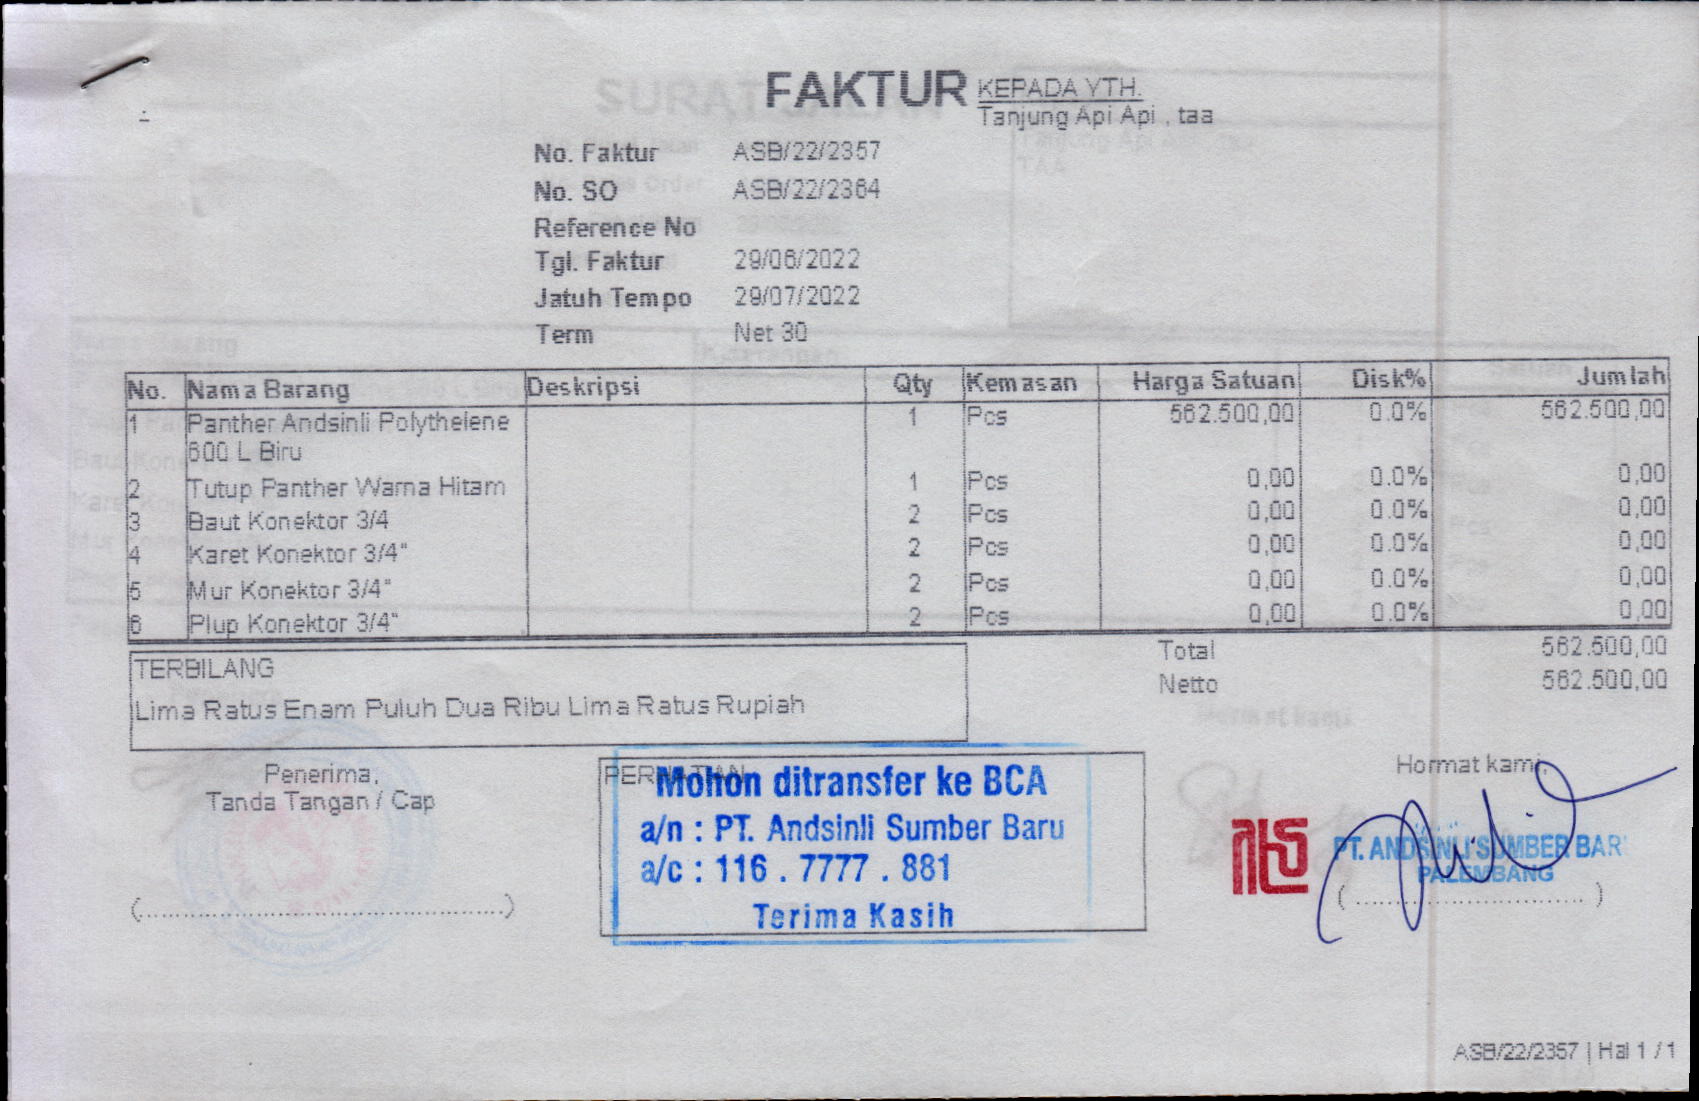 FAKTUR
KEPADA YTH.
Tanjung Api Api , taa
No. Faktur ASB/22/2357
No. SO ASB/22/2364
Reference No
Tgl. Faktur 29/06/2022
Jatuh Tempo 29/07/2022
Term Net 30
No. Nama Barang Deskripsi Qty Kemasan Harga Satuan Disk% Jumlah
1 Panther Andsinli Polythelene 1 Pcs 562.500,00 0.0% 562.500,00
600 L Biru
2 Tutup Panther Warna Hitam 1 Pcs 0,00 0.0% 0,00
3 Baut Konektor 3/4 2 Pcs 0,00 0.0% 0,00
4 Karet Konektor 3/4" 2 Pcs 0,00 0.0% 0,00
5 Mur Konektor 3/4" 2 Pcs 0,00 0.0% 0,00
6 Plup Konektor 3/4" 2 Pcs 0,00 0.0% 0,00
Total 562.500,00
Netto 562.500,00
TERBILANG
Lima Ratus Enam Puluh Dua Ribu Lima Ratus Rupiah
Penerima,
Tanda Tangan / Cap
(................................................)
PERHATIAN
Mohon ditransfer ke BCA
a/n : PT. Andsinli Sumber Baru
a/c : 116 . 7777 . 881
Terima Kasih
Hormat kami,
PT. ANDSINLI SUMBER BAR
PALEMBANG
(..............................)
ASB/22/2357 | Hal 1 / 1